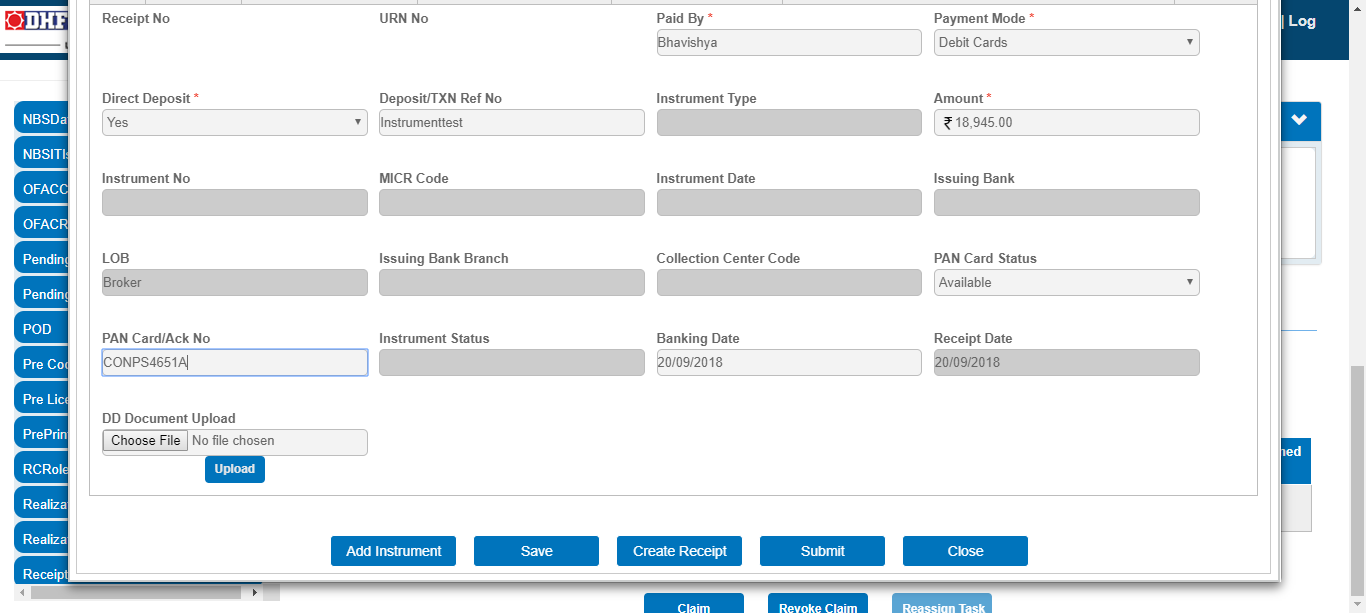 DHF
Log
Receipt No URN No Paid By * Payment Mode *
Bhavishya Debit Cards
Direct Deposit * Deposit/TXN Ref No Instrument Type Amount *
Yes Instrumenttest ₹ 18,945.00
Instrument No MICR Code Instrument Date Issuing Bank
LOB Issuing Bank Branch Collection Center Code PAN Card Status
Broker Available
PAN Card/Ack No Instrument Status Banking Date Receipt Date
CONPS4651A 20/09/2018 20/09/2018
DD Document Upload
Choose File No file chosen
Upload
Add Instrument Save Create Receipt Submit Close
Claim Revoke Claim Reassign Task
NBSDa
NBSITIs
OFACC
OFACR
Pending
Pending
POD
Pre Coo
Pre Lice
PrePrin
RCRole
Realiza
Realiza
Receipt
ned